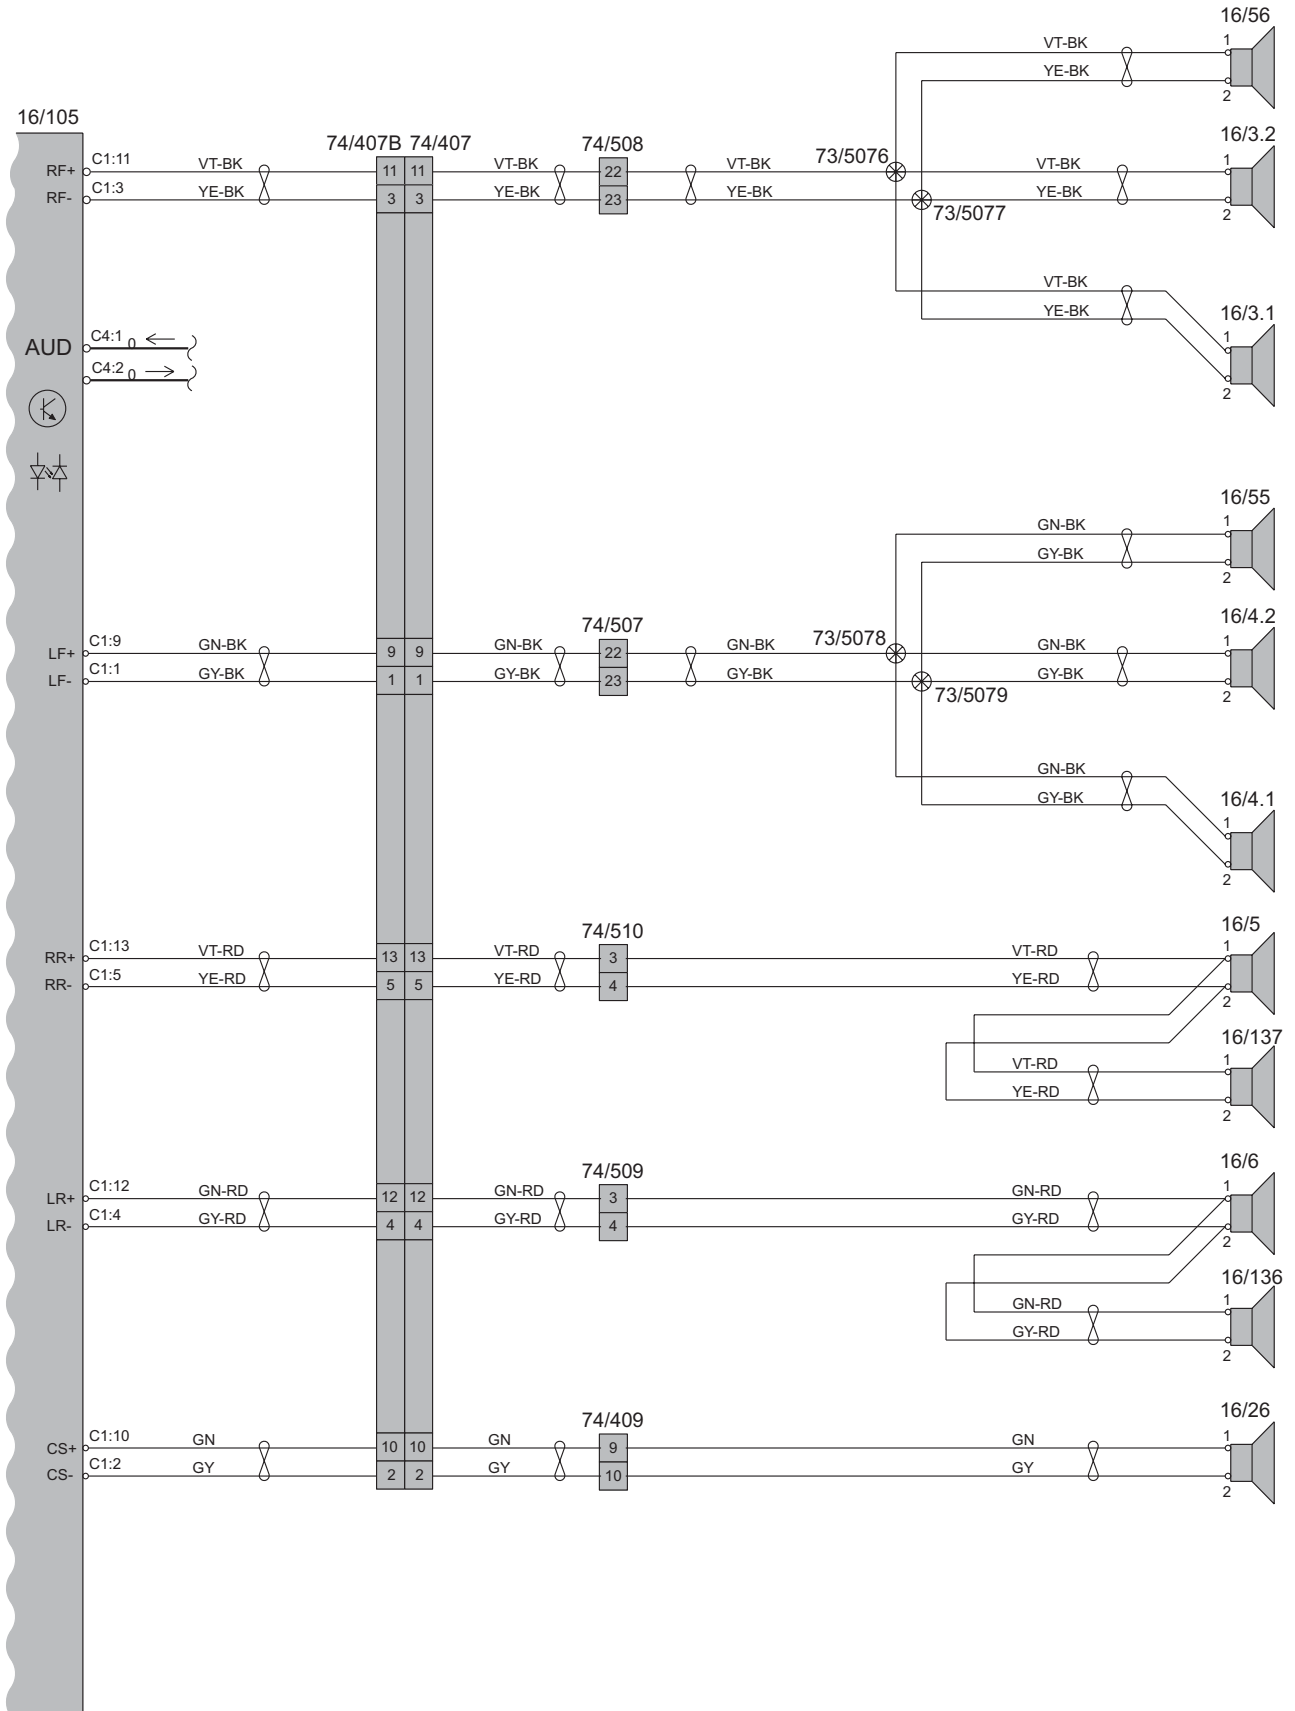 16/56
1
VT-BK
YE-BK
2
16/105
74/407B 74/407
74/508
73/5076
16/3.2
RF+ C1:11 VT-BK 11 11 VT-BK 22 VT-BK VT-BK 1
RF- C1:3 YE-BK 3 3 YE-BK 23 YE-BK YE-BK 2
73/5077
VT-BK
YE-BK
16/3.1
1
2
AUD
C4:1 0
C4:2 0
16/55
1
GN-BK
GY-BK
2
74/507
73/5078
16/4.2
LF+ C1:9 GN-BK 9 9 GN-BK 22 GN-BK GN-BK 1
LF- C1:1 GY-BK 1 1 GY-BK 23 GY-BK GY-BK 2
73/5079
GN-BK
GY-BK
16/4.1
1
2
74/510
16/5
RR+ C1:13 VT-RD 13 13 VT-RD 3 VT-RD 1
RR- C1:5 YE-RD 5 5 YE-RD 4 YE-RD 2
16/137
VT-RD 1
YE-RD 2
74/509
16/6
LR+ C1:12 GN-RD 12 12 GN-RD 3 GN-RD 1
LR- C1:4 GY-RD 4 4 GY-RD 4 GY-RD 2
16/136
GN-RD 1
GY-RD 2
74/409
16/26
CS+ C1:10 GN 10 10 GN 9 GN 1
CS- C1:2 GY 2 2 GY 10 GY 2